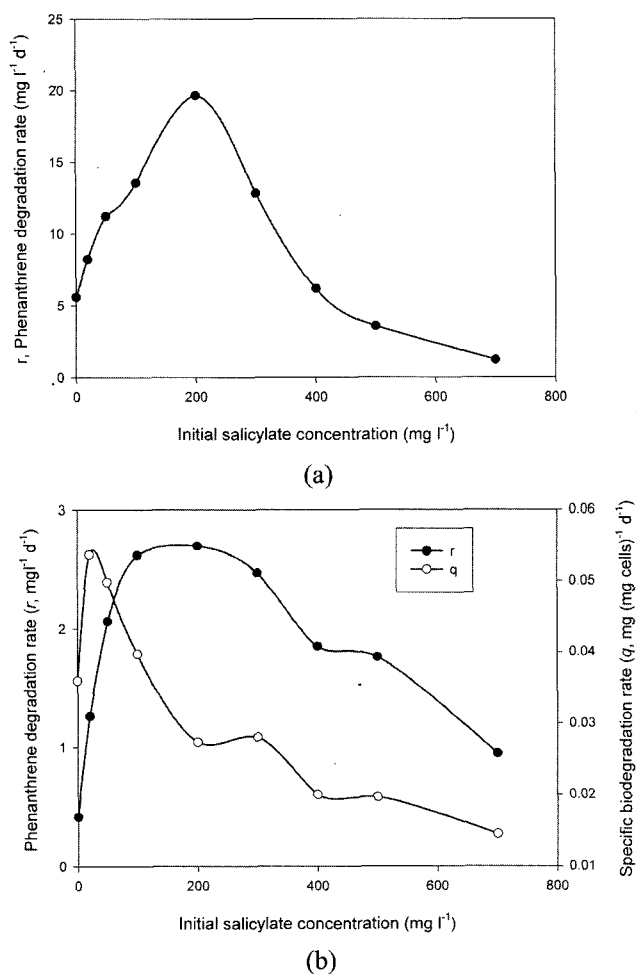 25
20
15
10
5
.0
0
200
400
600
800
r, Phenanthrene degradation rate (mg l⁻¹ d⁻¹)
Initial salicylate concentration (mg l⁻¹)
(a)
3
2
1
0
0.06
0.05
0.04
0.03
0.02
0.01
r
q
0
200
400
600
800
Phenanthrene degradation rate (r, mgl⁻¹ d⁻¹)
Specific biodegradation rate (q, mg (mg cells)⁻¹ d⁻¹)
Initial salicylate concentration (mg l⁻¹)
(b)